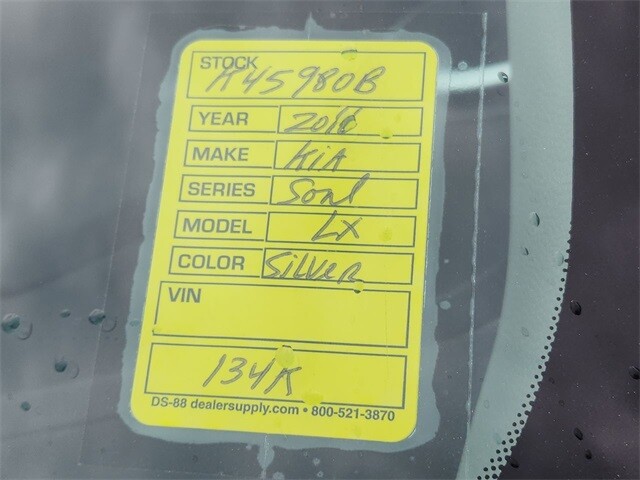 STOCK K45980B
YEAR 2016
MAKE KIA
SERIES Soul
MODEL LX
COLOR SILVER
VIN
134K
DS-88 dealersupply.com • 800-521-3870